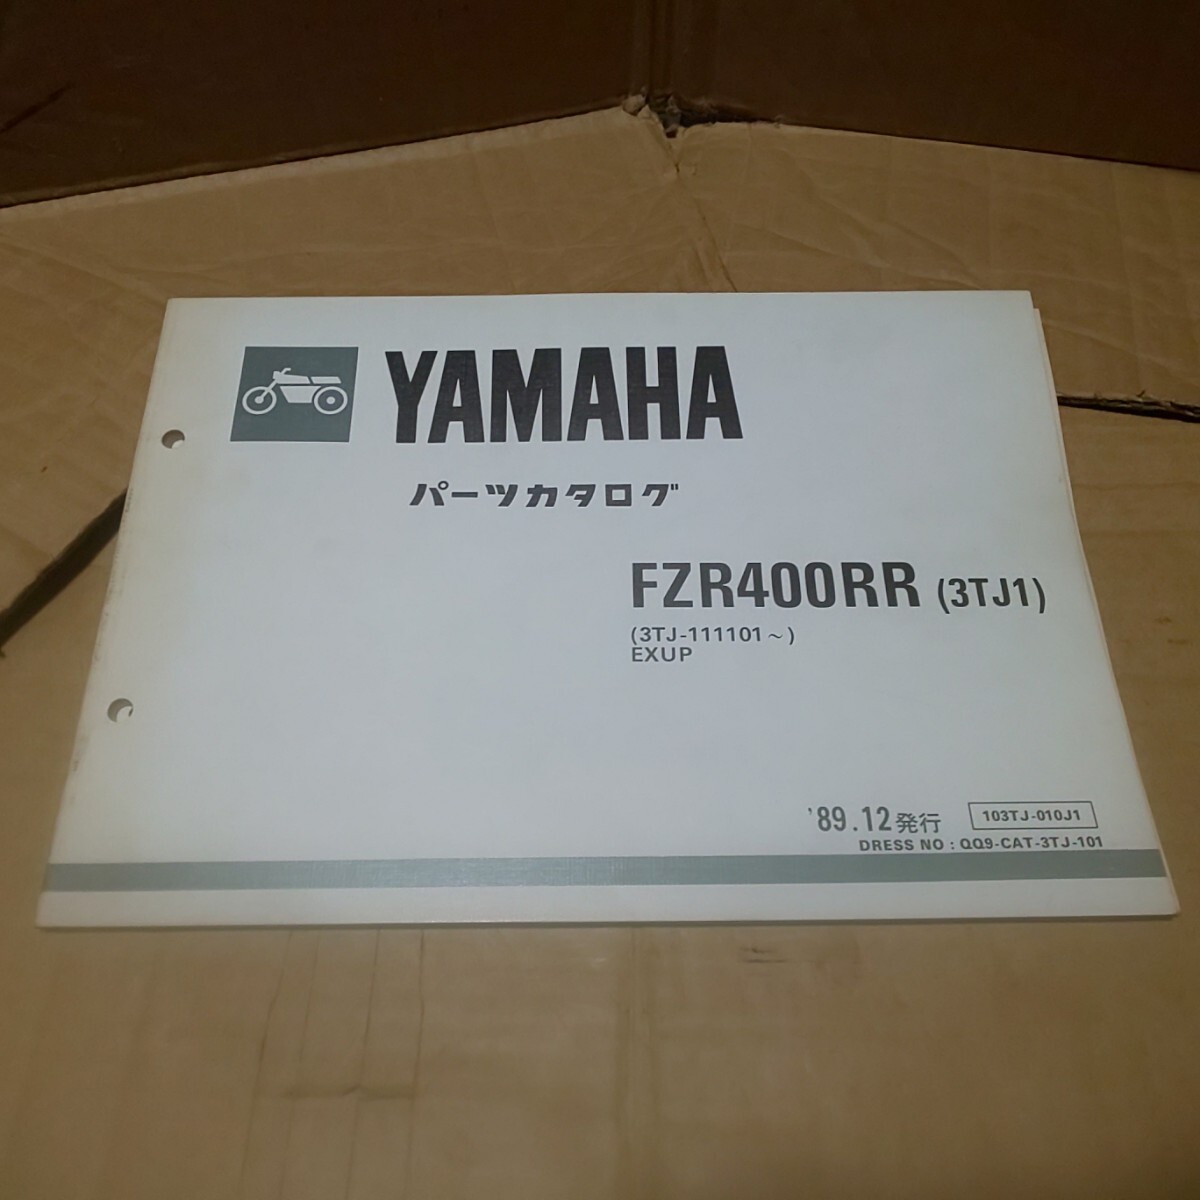 YAMAHA
パーツカタログ
FZR400RR (3TJ1)
(3TJ-111101~)
EXUP
'89.12発行 103TJ-010J1
DRESS NO : QQ9-CAT-3TJ-101